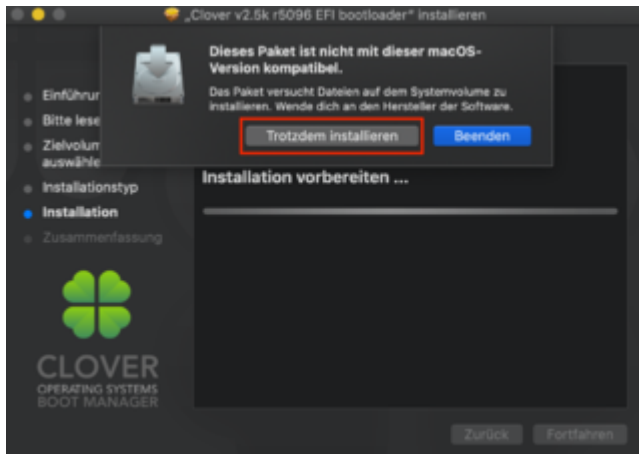 „Clover v2.5k r5096 EFI bootloader“ installieren
Dieses Paket ist nicht mit dieser macOS-
Version kompatibel.
Das Paket versucht Dateien auf dem Systemvolume zu
installieren. Wende dich an den Hersteller der Software.
Trotzdem installieren
Beenden
Einführun
Bitte lese
Zielvolum
auswähle
Installationstyp
Installation
Zusammenfassung
Installation vorbereiten ...
CLOVER
OPERATING SYSTEMS
BOOT MANAGER
Zurück
Fortfahren